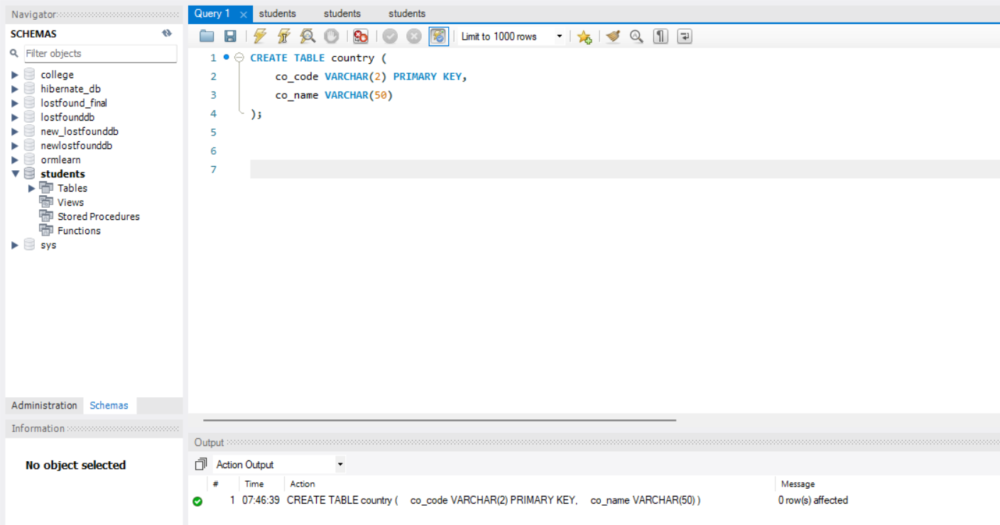 Navigator
SCHEMAS
Filter objects
college
hibernate_db
lostfound_final
lostfounddb
new_lostfounddb
newlostfounddb
ormlearn
students
Tables
Views
Stored Procedures
Functions
sys
Administration Schemas
Information
No object selected
Query 1 students students students
Limit to 1000 rows
1 CREATE TABLE country (
2 co_code VARCHAR(2) PRIMARY KEY,
3 co_name VARCHAR(50)
4 );
5
6
7
Output
Action Output
# Time Action Message
1 07:46:39 CREATE TABLE country ( co_code VARCHAR(2) PRIMARY KEY, co_name VARCHAR(50) ) 0 row(s) affected